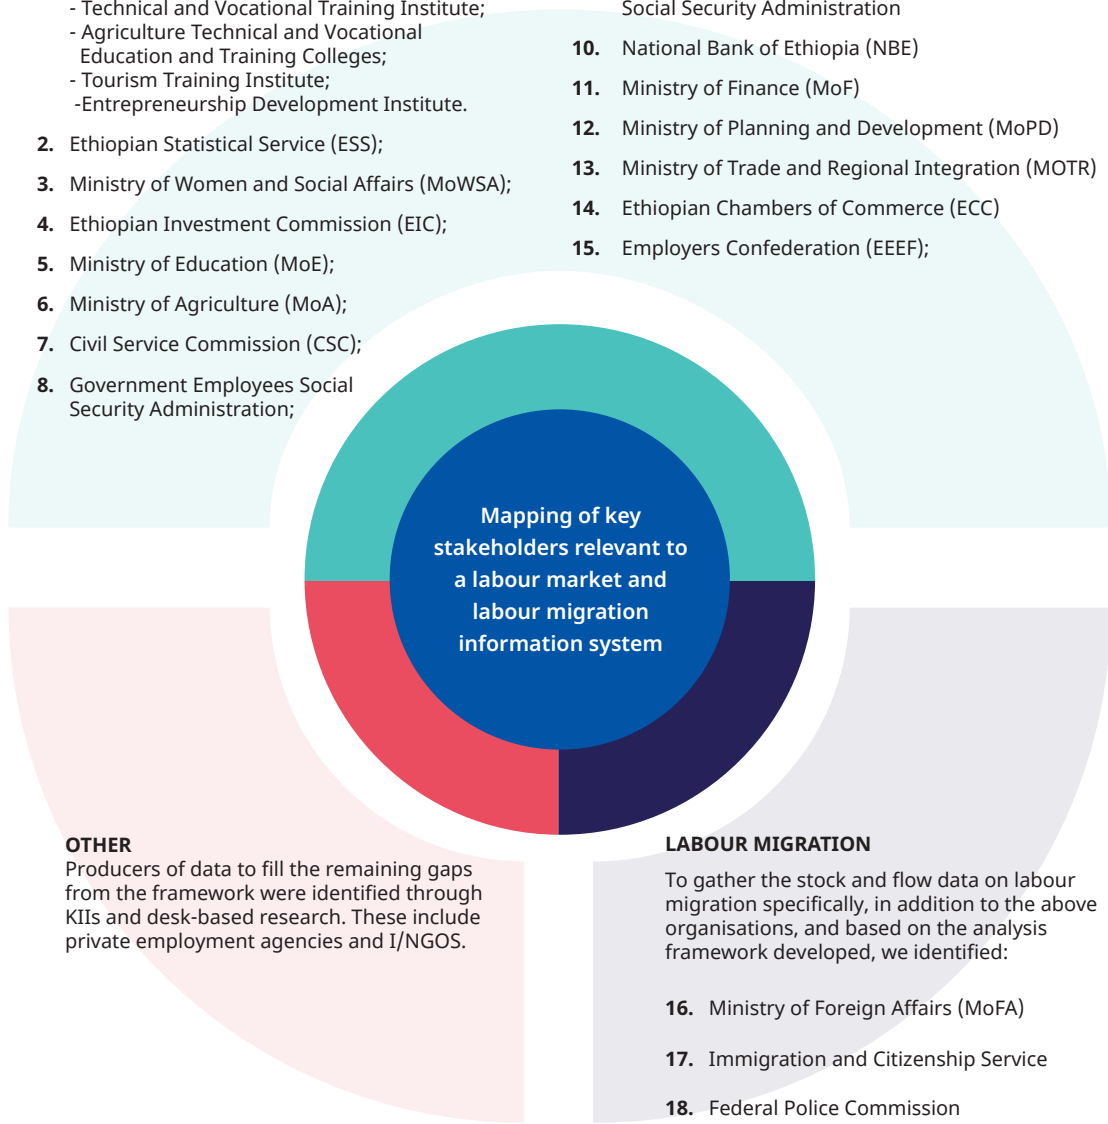 - Technical and Vocational Training Institute;
- Agriculture Technical and Vocational
Education and Training Colleges;
- Tourism Training Institute;
-Entrepreneurship Development Institute.
2. Ethiopian Statistical Service (ESS);
3. Ministry of Women and Social Affairs (MoWSA);
4. Ethiopian Investment Commission (EIC);
5. Ministry of Education (MoE);
6. Ministry of Agriculture (MoA);
7. Civil Service Commission (CSC);
8. Government Employees Social
Security Administration;
Social Security Administration
10. National Bank of Ethiopia (NBE)
11. Ministry of Finance (MoF)
12. Ministry of Planning and Development (MoPD)
13. Ministry of Trade and Regional Integration (MOTR)
14. Ethiopian Chambers of Commerce (ECC)
15. Employers Confederation (EEEF);
Mapping of key
stakeholders relevant to
a labour market and
labour migration
information system
OTHER
Producers of data to fill the remaining gaps
from the framework were identified through
KIIs and desk-based research. These include
private employment agencies and I/NGOS.
LABOUR MIGRATION
To gather the stock and flow data on labour
migration specifically, in addition to the above
organisations, and based on the analysis
framework developed, we identified:
16. Ministry of Foreign Affairs (MoFA)
17. Immigration and Citizenship Service
18. Federal Police Commission